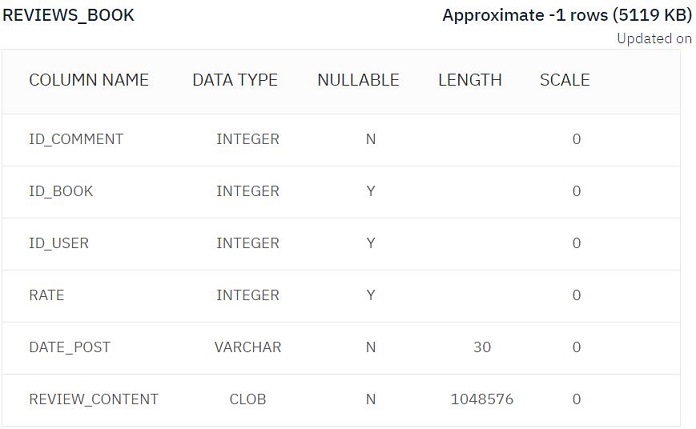 REVIEWS_BOOK Approximate -1 rows (5119 KB)
Updated on
COLUMN NAME DATA TYPE NULLABLE LENGTH SCALE
ID_COMMENT INTEGER N 0
ID_BOOK INTEGER Y 0
ID_USER INTEGER Y 0
RATE INTEGER Y 0
DATE_POST VARCHAR N 30 0
REVIEW_CONTENT CLOB N 1048576 0